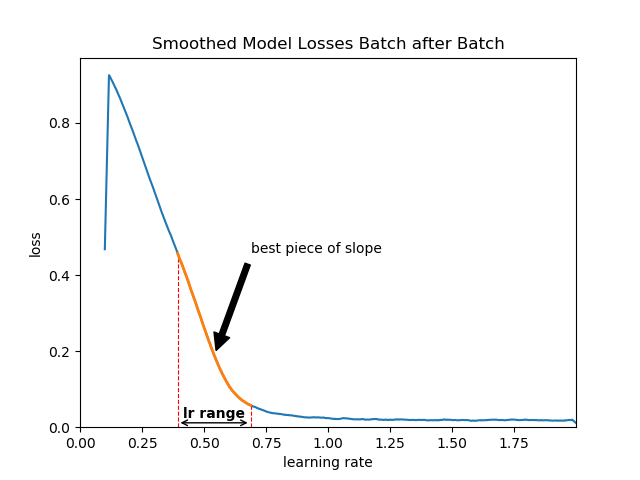 Smoothed Model Losses Batch after Batch
loss
0.8
0.6
0.4
0.2
0.0
best piece of slope
lr range
0.00 0.25 0.50 0.75 1.00 1.25 1.50 1.75
learning rate